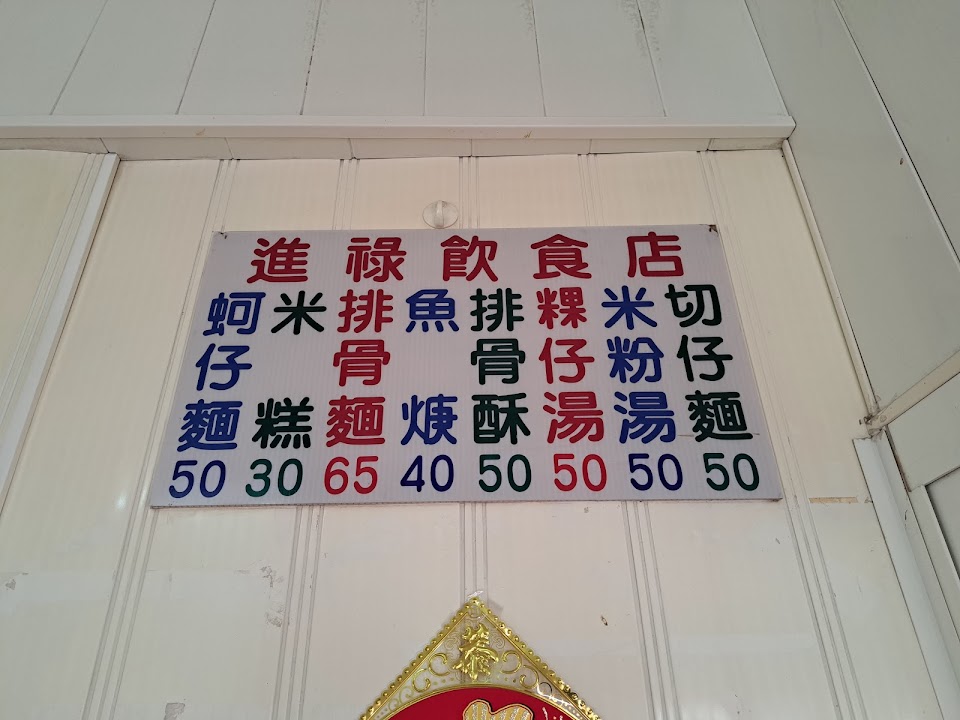 進祿飲食店
蚵仔麵 50
米糕 30
排骨麵 65
魚焿 40
排骨酥 50
粿仔湯 50
米粉湯 50
切仔麵 50